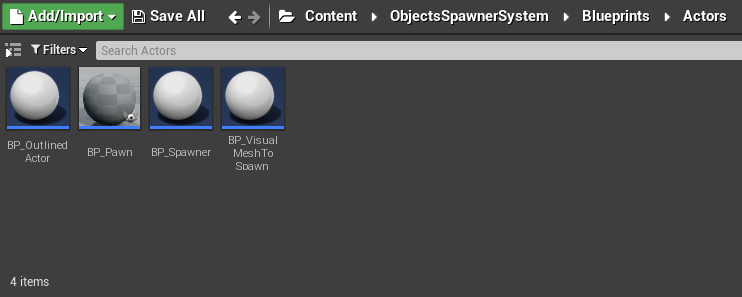 Add/Import Save All Content ObjectsSpawnerSystem Blueprints Actors
Filters Search Actors
BP_Outlined
Actor
BP_Pawn
BP_Spawner
BP_Visual
MeshTo
Spawn
4 items